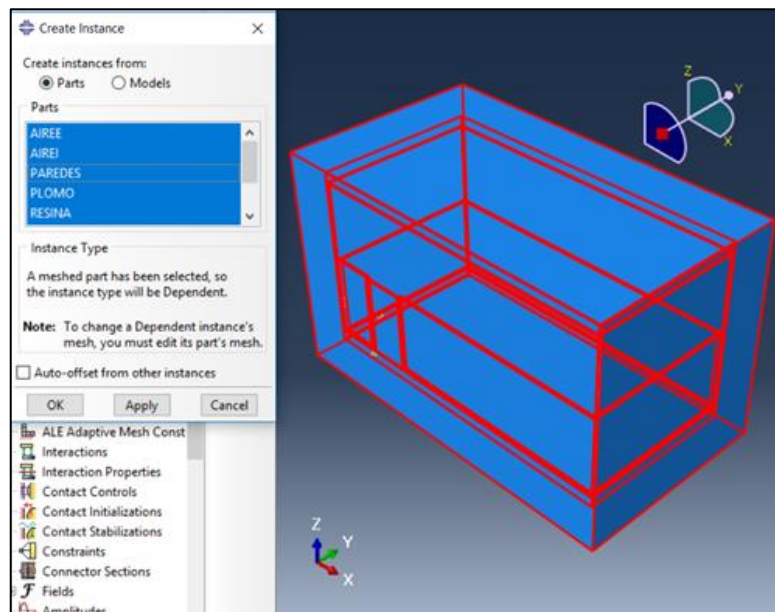 Create Instance
Create instances from:
Parts Models
Parts
AIREE
AIREI
PAREDES
PLOMO
RESINA
Instance Type
A meshed part has been selected, so
the instance type will be Dependent.
Note: To change a Dependent instance's
mesh, you must edit its part's mesh.
Auto-offset from other instances
OK Apply Cancel
ALE Adaptive Mesh Const
Interactions
Interaction Properties
Contact Controls
Contact Initializations
Contact Stabilizations
Constraints
Connector Sections
Fields
Amplitudes
Z
Y
X
Z
Y
X